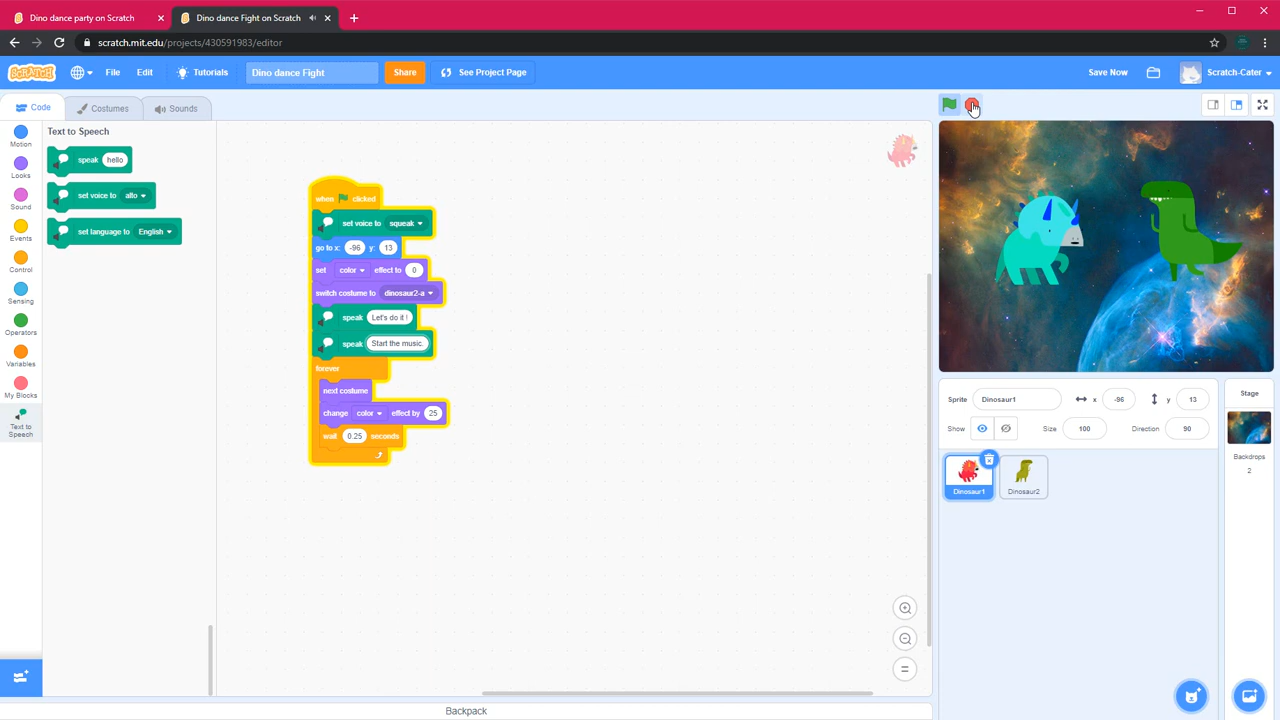 Dino dance party on Scratch
Dino dance Fight on Scratch
scratch.mit.edu/projects/430591983/editor
SCRATCH
File
Edit
Tutorials
Dino dance Fight
Share
See Project Page
Save Now
Scratch-Cater
Code
Costumes
Sounds
Motion
Looks
Sound
Events
Control
Sensing
Operators
Variables
My Blocks
Text to
Speech
Text to Speech
speak hello
set voice to alto
set language to English
when clicked
set voice to squeak
go to x: -96 y: 13
set color effect to 0
switch costume to dinosaur2-a
speak Let's do it !
speak Start the music.
forever
next costume
change color effect by 25
wait 0.25 seconds
Sprite Dinosaur1 x -96 y 13
Show Size 100 Direction 90
Dinosaur1
Dinosaur2
Stage
Backdrops
2
Backpack